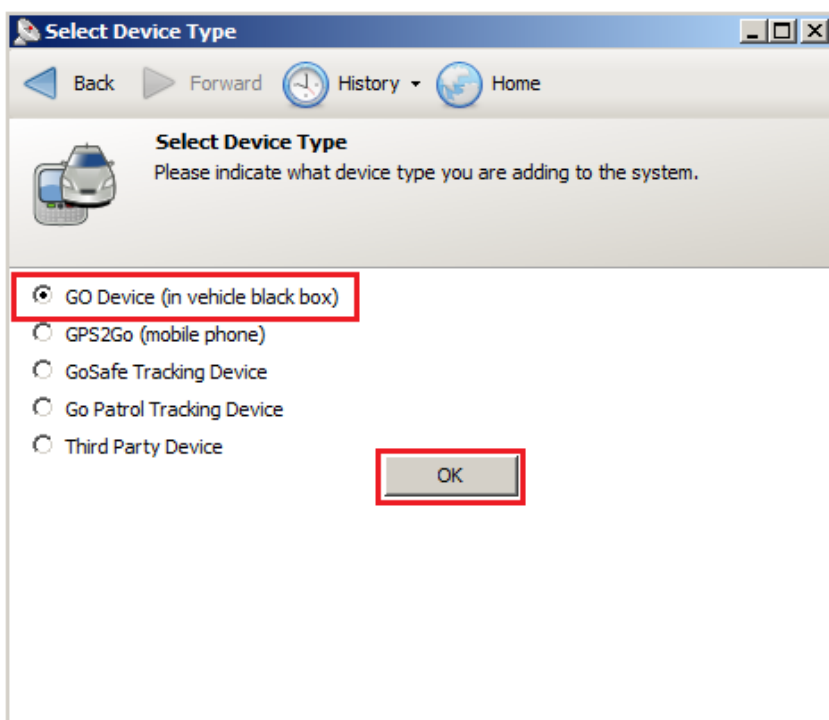 Select Device Type
Back Forward History Home
Select Device Type
Please indicate what device type you are adding to the system.
GO Device (in vehicle black box)
GPS2Go (mobile phone)
GoSafe Tracking Device
Go Patrol Tracking Device
Third Party Device
OK